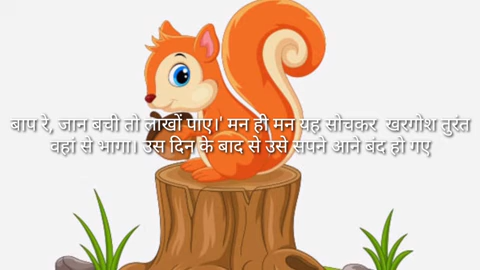 बाप रे, जान बची तो लाखों पाए।' मन ही मन यह सोचकर  खरगोश तुरंत
वहां से भागा। उस दिन के बाद से उसे सपने आने बंद हो गए